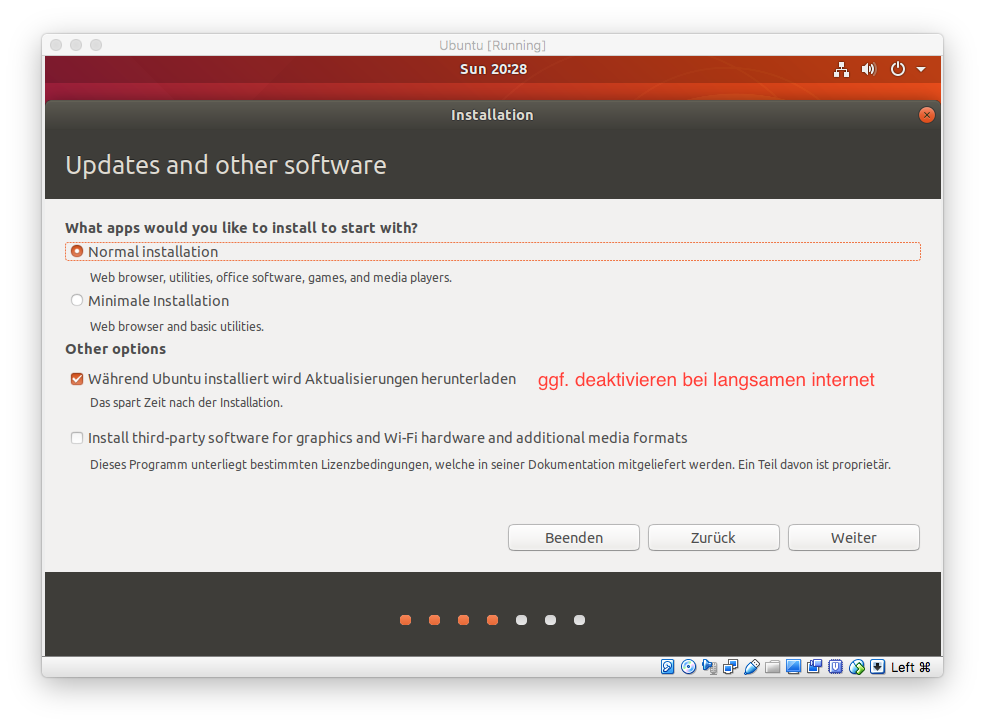 Ubuntu [Running]
Sun 20:28
Installation
Updates and other software
What apps would you like to install to start with?
Normal installation
Web browser, utilities, office software, games, and media players.
Minimale Installation
Web browser and basic utilities.
Other options
Während Ubuntu installiert wird Aktualisierungen herunterladen ggf. deaktivieren bei langsamen internet
Das spart Zeit nach der Installation.
Install third-party software for graphics and Wi-Fi hardware and additional media formats
Dieses Programm unterliegt bestimmten Lizenzbedingungen, welche in seiner Dokumentation mitgeliefert werden. Ein Teil davon ist proprietär.
Beenden Zurück Weiter
Left ⌘